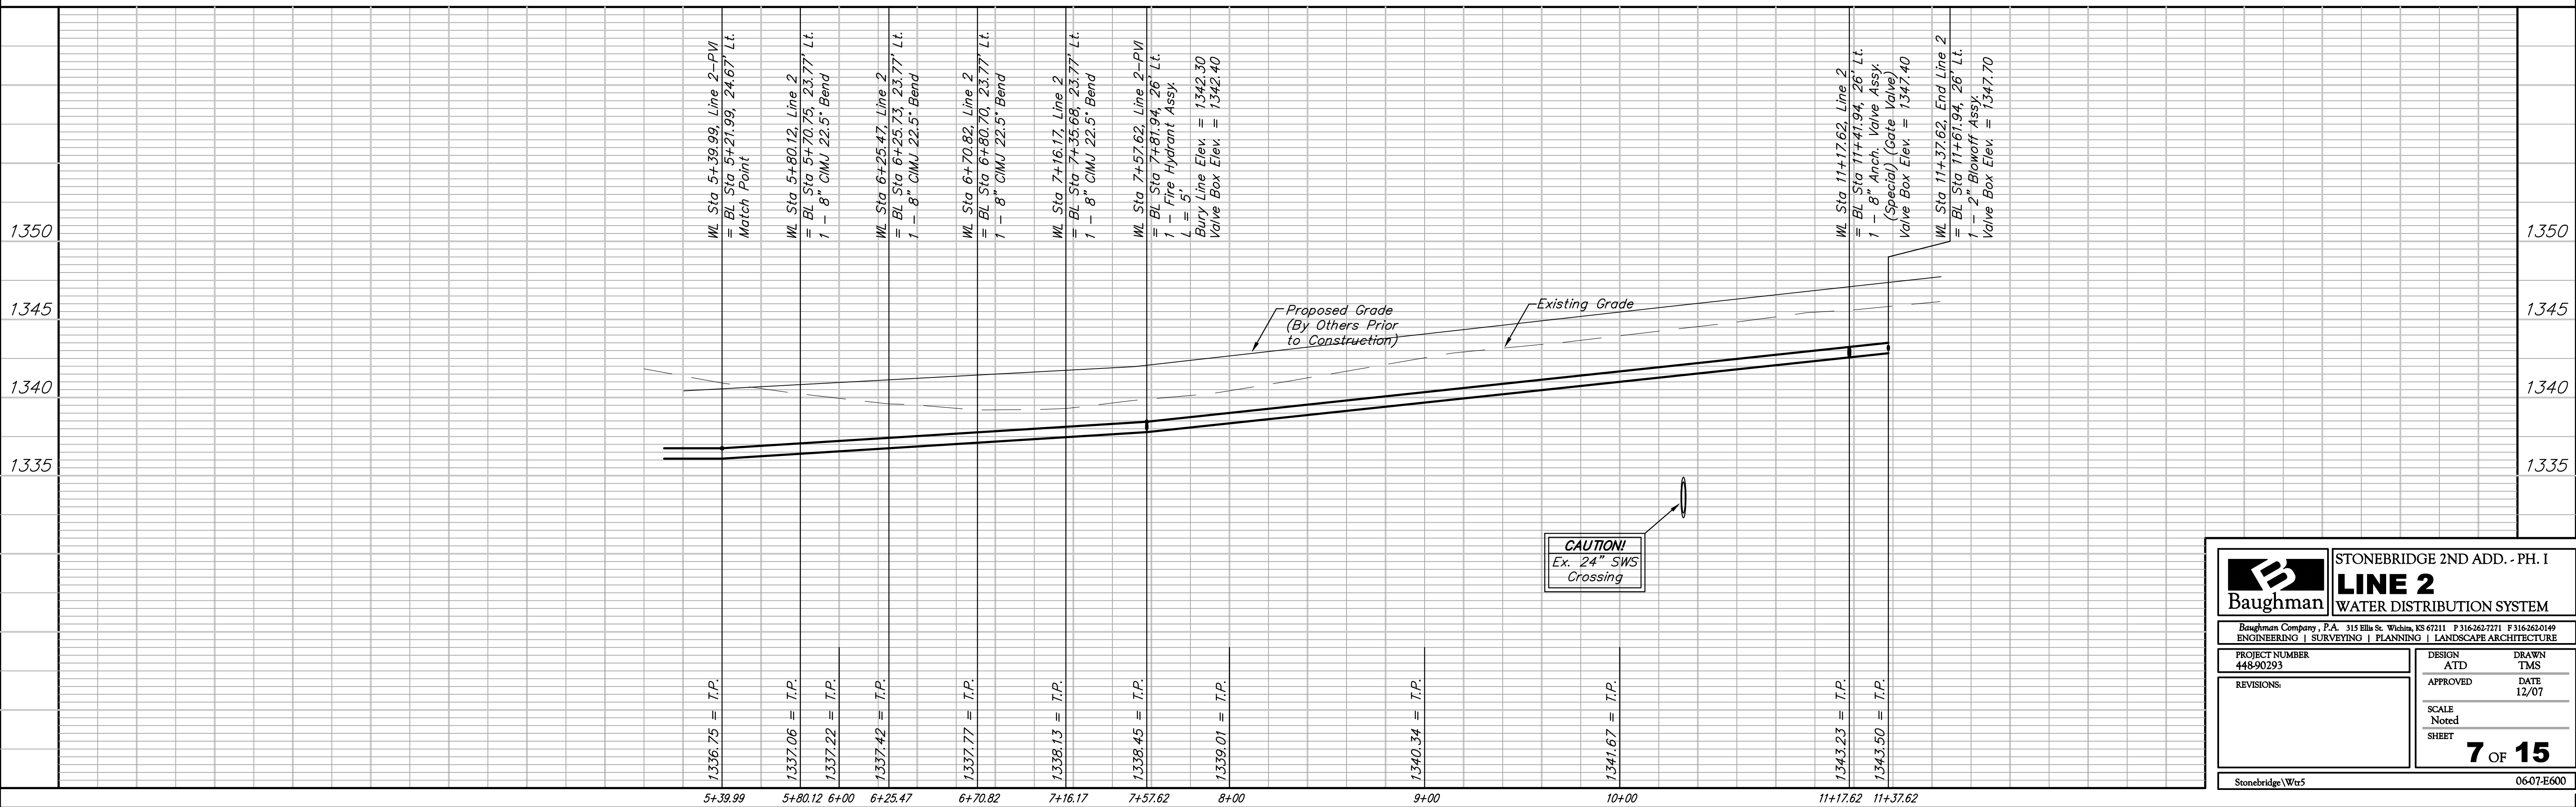 WL Sta 5+39.99, Line 2-PVI
= BL Sta 5+21.99, 24.67' Lt.
Match Point
WL Sta 5+80.12, Line 2
= BL Sta 5+70.75, 23.77' Lt.
1 - 8" CIMJ 22.5° Bend
WL Sta 6+25.47, Line 2
= BL Sta 6+25.73, 23.77' Lt.
1 - 8" CIMJ 22.5° Bend
WL Sta 6+70.82, Line 2
= BL Sta 6+80.70, 23.77' Lt.
1 - 8" CIMJ 22.5° Bend
WL Sta 7+16.17, Line 2
= BL Sta 7+35.68, 23.77' Lt.
1 - 8" CIMJ 22.5° Bend
WL Sta 7+57.62, Line 2-PVI
= BL Sta 7+81.94, 26' Lt.
1 - Fire Hydrant Assy.
L = 5'
Bury Line Elev. = 1342.30
Valve Box Elev. = 1342.40
WL Sta 11+17.62, Line 2
= BL Sta 11+41.94, 26' Lt.
1 - 8" Anch. Valve Assy.
(Special) (Gate Valve)
Valve Box Elev. = 1347.40
WL Sta 11+37.62, End Line 2
= BL Sta 11+61.94, 26' Lt.
1 - 2" Blowoff Assy.
Valve Box Elev. = 1347.70
1350
1350
1345
1345
1340
1340
1335
1335
Proposed Grade
(By Others Prior
to Construction)
Existing Grade
CAUTION!
Ex. 24" SWS
Crossing
1336.75 = T.P.
1337.06 = T.P.
1337.22 = T.P.
1337.42 = T.P.
1337.77 = T.P.
1338.13 = T.P.
1338.45 = T.P.
1339.01 = T.P.
1340.34 = T.P.
1341.67 = T.P.
1343.23 = T.P.
1343.50 = T.P.
5+39.99 5+80.12 6+00 6+25.47 6+70.82 7+16.17 7+57.62 8+00 9+00 10+00 11+17.62 11+37.62
B
Baughman
STONEBRIDGE 2ND ADD. - PH. I
LINE 2
WATER DISTRIBUTION SYSTEM
Baughman Company, P.A. 315 Ellis St. Wichita, KS 67211 P 316-262-7271 F 316-262-0149
ENGINEERING | SURVEYING | PLANNING | LANDSCAPE ARCHITECTURE
PROJECT NUMBER
448-90293
REVISIONS:
DESIGN
ATD
DRAWN
TMS
APPROVED
DATE
12/07
SCALE
Noted
SHEET
7 OF 15
Stonebridge\Wtr5
06-07-E600